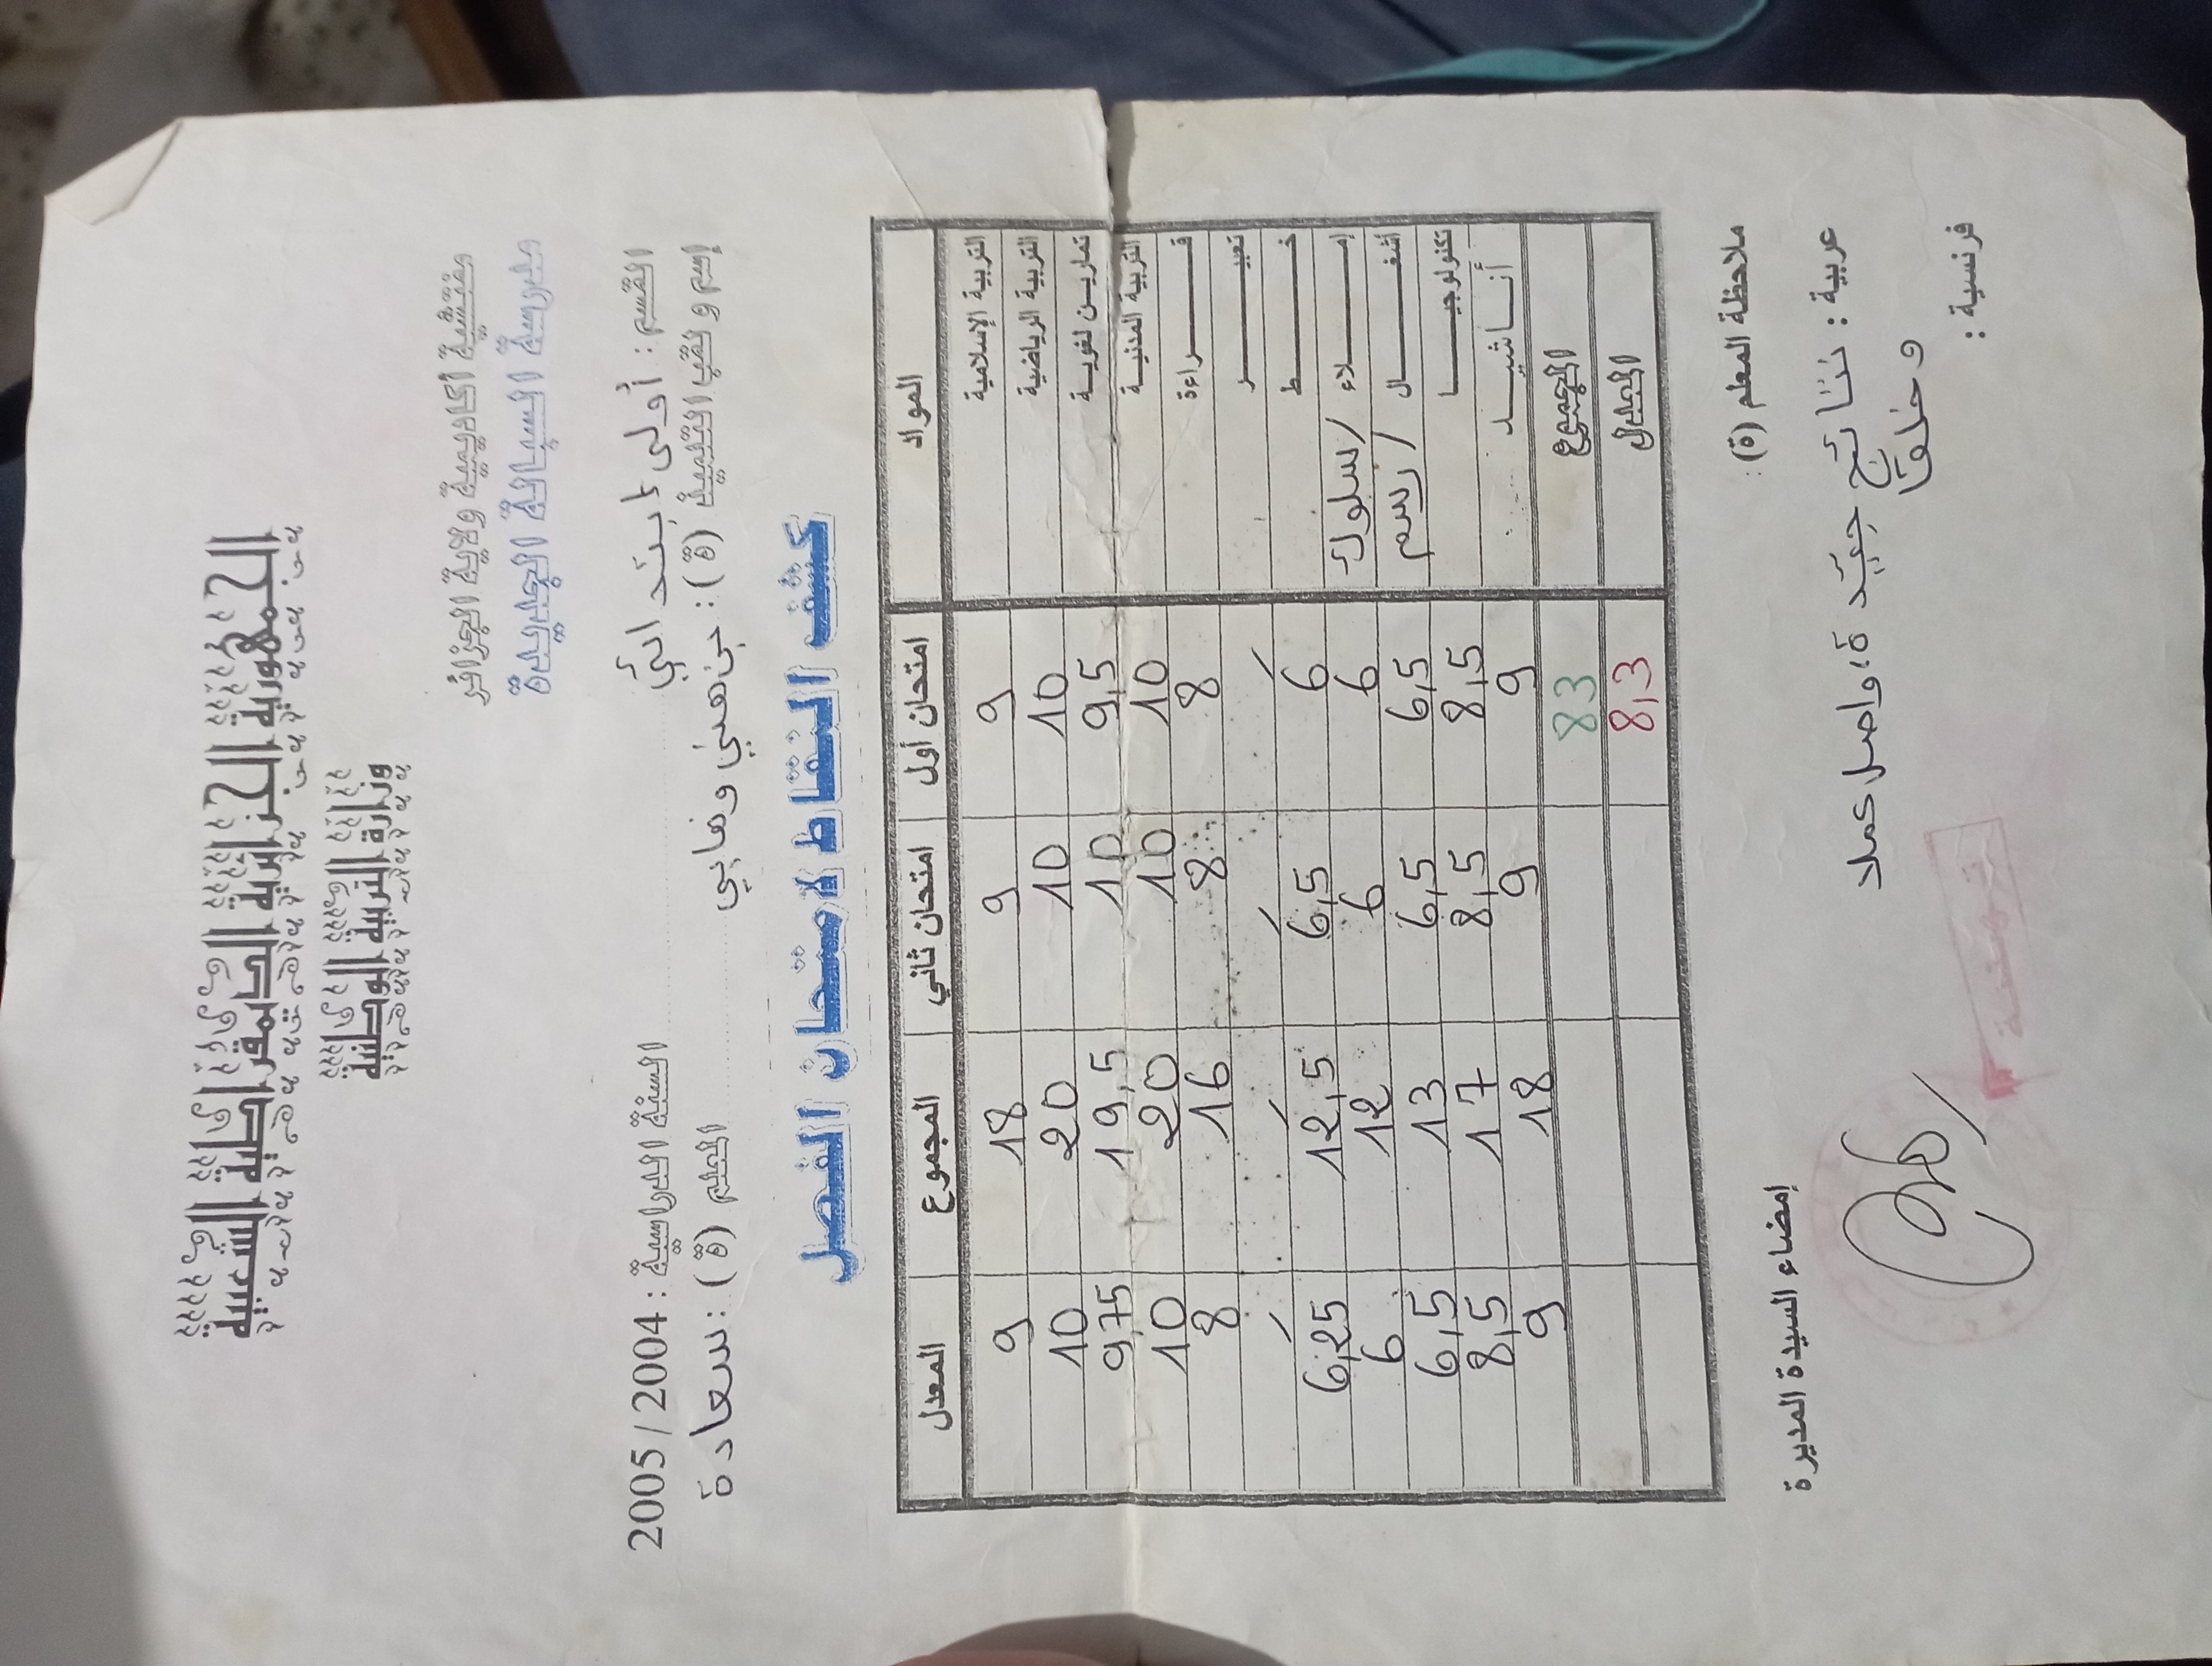 الجمهورية الجزائرية الديمقراطية الشعبية
وزارة التربية الوطنية
مفتشية أكاديمية ولاية الجزائر
مدرسة السبالة الجديدة
القسم : أولى ابتدائي السنة الدراسية : 2004 / 2005
إسم و لقب التلميذ (ة) : بن هني وهابي المعلم (ة) : سعادة
كشف النقاط لامتحان الفصل
المواد امتحان أول امتحان ثاني المجموع المعدل
التربية الإسلامية 9 9 18 9
التربية الرياضية 10 10 20 10
تمارين لغوية 9,5 10 19,5 9,75
التربية المدنية 10 10 20 10
قراءة 8 8 16 8
تعبير / / / /
خط 6 6,5 12,5 6,25
إملاء / سلوك 6 6 12 6
أشغال / رسم 6,5 6,5 13 6,5
تكنولوجيا 8,5 8,5 17 8,5
أناشيد 9 9 18 9
المجموع 83
المعدل 8,3
ملاحظة المعلم (ة) :
إمضاء السيدة المديرة
عربية : نتائج جيّدة، واصل عملا
وخلقا
فرنسية :
تهنئة